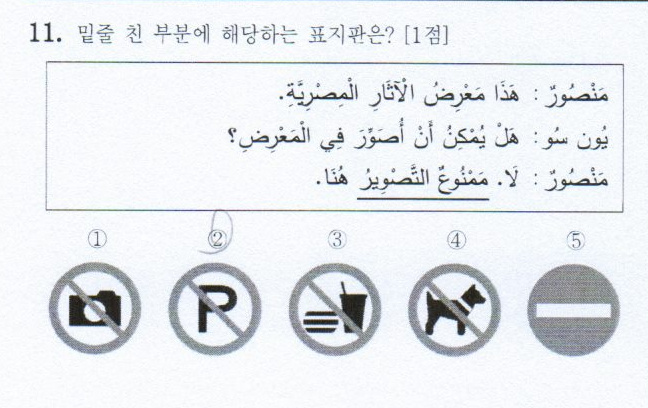 11. 밑줄 친 부분에 해당하는 표지판은? [1점]
مَنْصُورٌ : هَذَا مَعْرِضُ الْآثَارِ الْمِصْرِيَّةِ.
يُون سُو: هَلْ يُمْكِنُ أَنْ أُصَوِّرَ فِي الْمَعْرِضِ؟
مَنْصُورٌ : لَا. مَمْنُوعٌ التَّصْوِيرُ هُنَا.
① ② ③ ④ ⑤
P